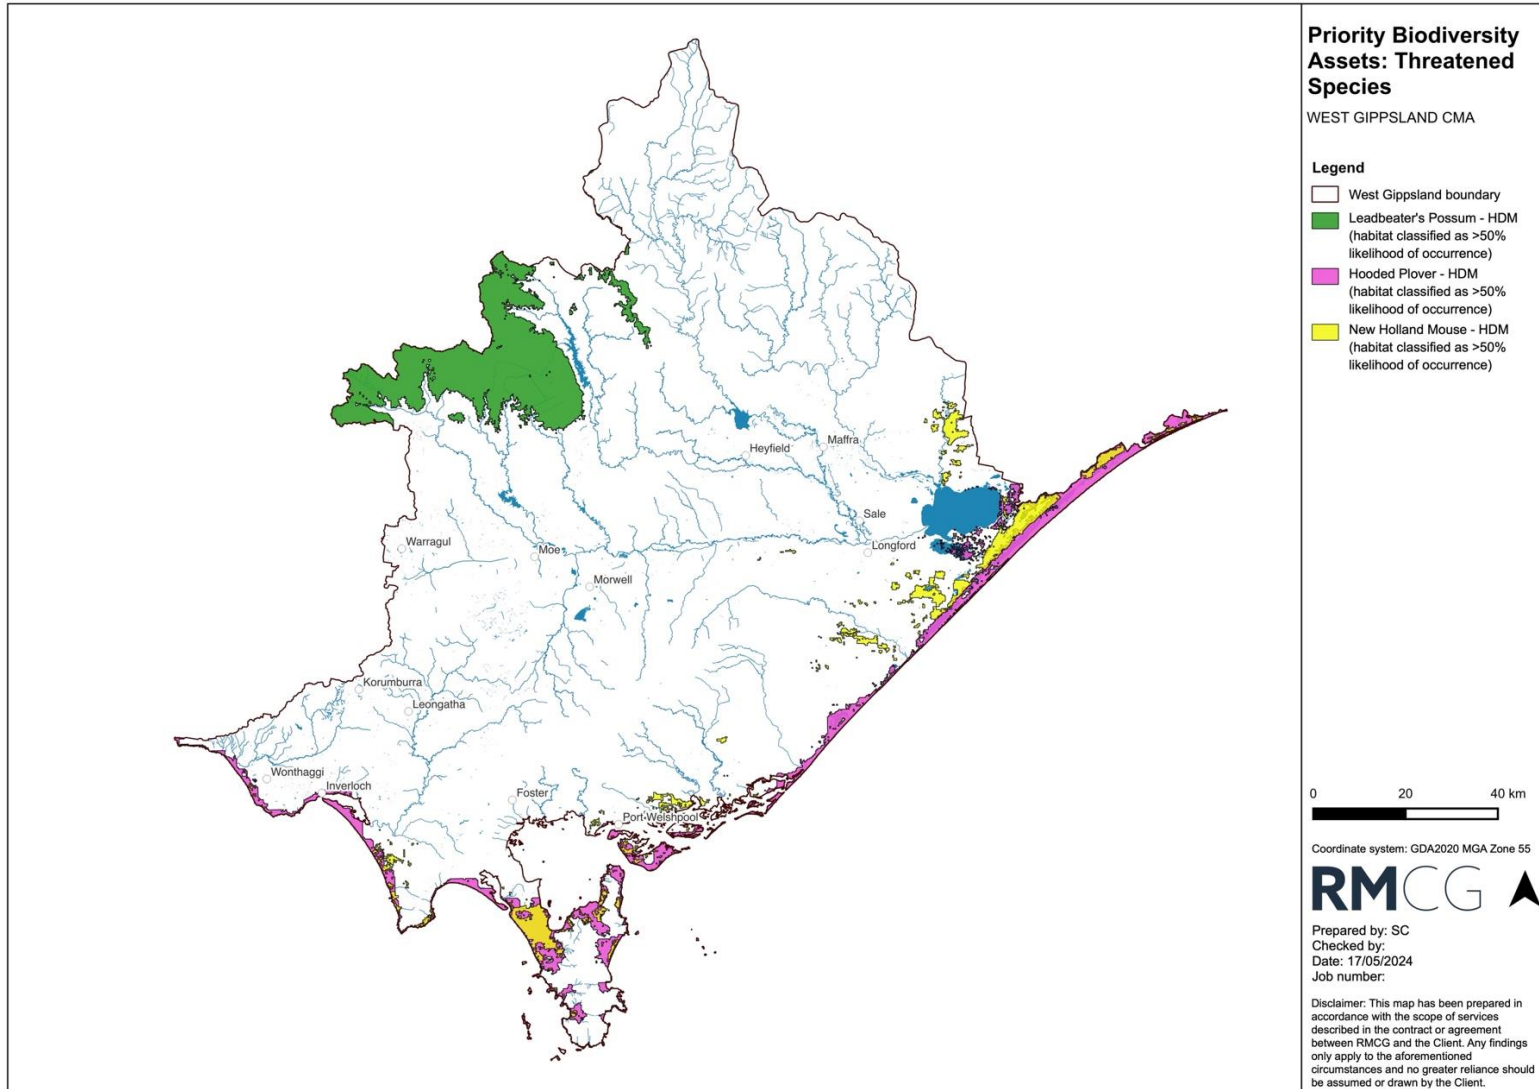 Priority Biodiversity
Assets: Threatened
Species
WEST GIPPSLAND CMA
Legend
West Gippsland boundary
Leadbeater's Possum - HDM
(habitat classified as >50%
likelihood of occurrence)
Hooded Plover - HDM
(habitat classified as >50%
likelihood of occurrence)
New Holland Mouse - HDM
(habitat classified as >50%
likelihood of occurrence)
Heyfield
Maffra
Sale
Longford
Warragul
Moe
Morwell
Korumburra
Leongatha
Wonthaggi
Inverloch
Foster
Port Welshpool
0 20 40 km
Coordinate system: GDA2020 MGA Zone 55
RMCG
Prepared by: SC
Checked by:
Date: 17/05/2024
Job number:
Disclaimer: This map has been prepared in
accordance with the scope of services
described in the contract or agreement
between RMCG and the Client. Any findings
only apply to the aforementioned
circumstances and no greater reliance should
be assumed or drawn by the Client.